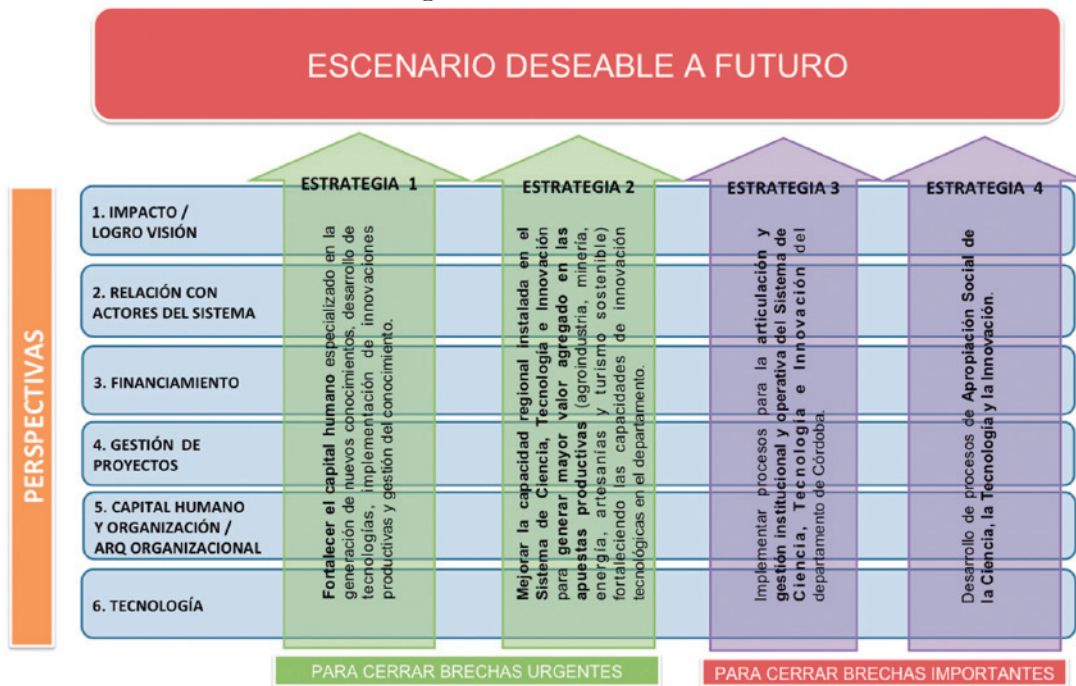 ESCENARIO DESEABLE A FUTURO
PERSPECTIVAS
1. IMPACTO /
LOGRO VISIÓN
2. RELACIÓN CON
ACTORES DEL SISTEMA
3. FINANCIAMIENTO
4. GESTIÓN DE
PROYECTOS
5. CAPITAL HUMANO
Y ORGANIZACIÓN /
ARQ ORGANIZACIONAL
6. TECNOLOGÍA
ESTRATEGIA 1
Fortalecer el capital humano especializado en la
generación de nuevos conocimientos, desarrollo de
tecnologías, implementación de innovaciones
productivas y gestión del conocimiento.
ESTRATEGIA 2
Mejorar la capacidad regional instalada en el
Sistema de Ciencia, Tecnología e Innovación
para generar mayor valor agregado en las
apuestas productivas (agroindustria, minería,
energía, artesanías y turismo sostenible)
fortaleciendo las capacidades de innovación
tecnológicas en el departamento.
ESTRATEGIA 3
Implementar procesos para la articulación y
gestión institucional y operativa del Sistema de
Ciencia, Tecnología e Innovación del
departamento de Córdoba.
ESTRATEGIA 4
Desarrollo de procesos de Apropiación Social de
la Ciencia, la Tecnología y la Innovación.
PARA CERRAR BRECHAS URGENTES
PARA CERRAR BRECHAS IMPORTANTES